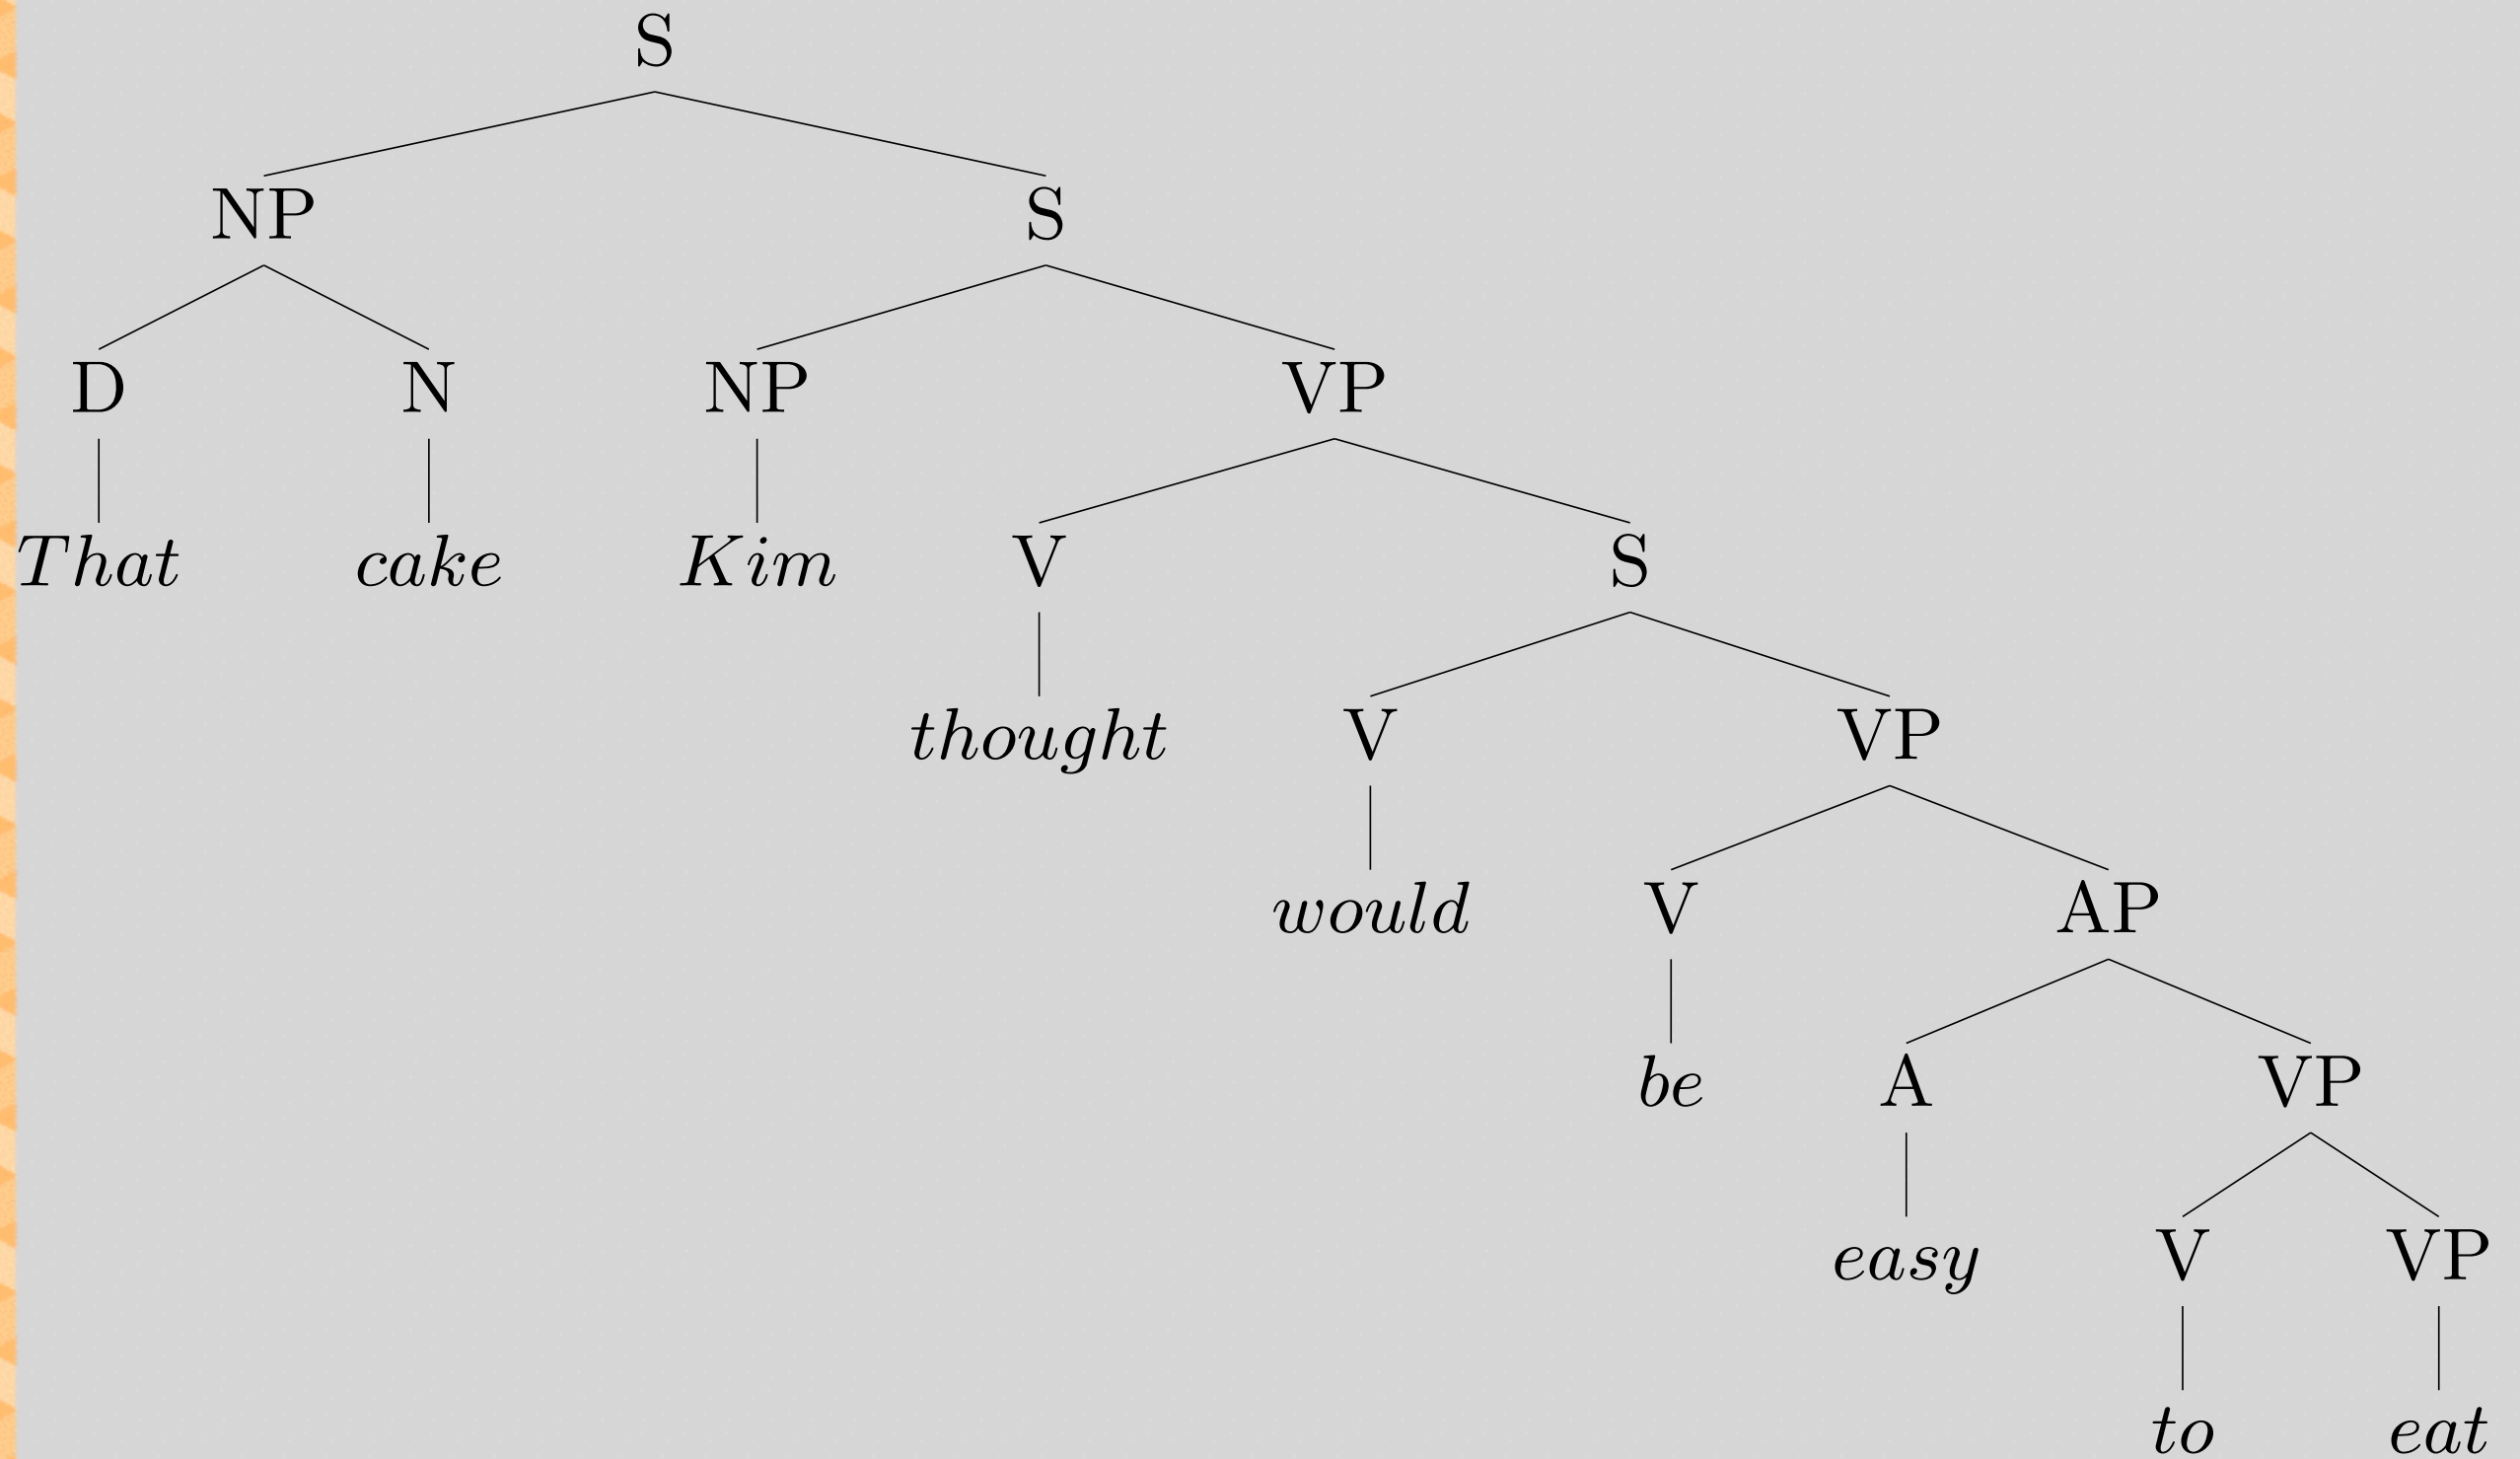 S
NP S
D N NP VP
That cake Kim V S
thought V VP
would V AP
be A VP
easy V VP
to eat